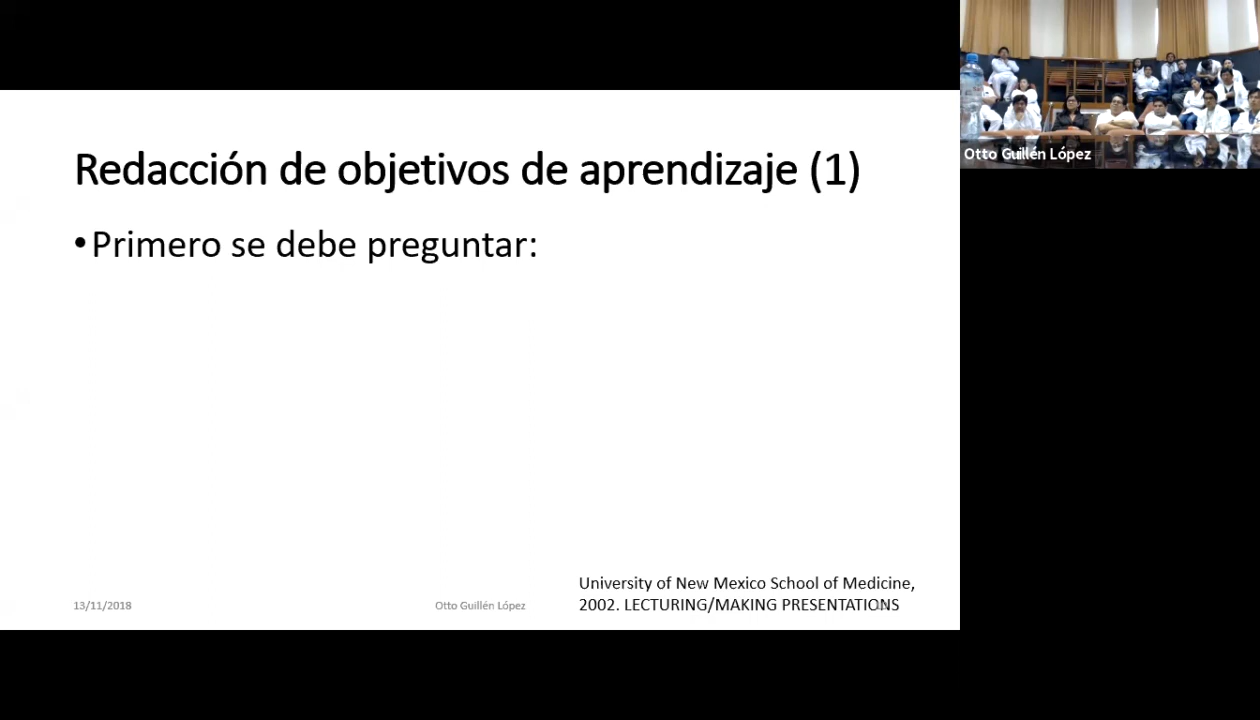 Redacción de objetivos de aprendizaje (1)
•Primero se debe preguntar:
University of New Mexico School of Medicine,
2002. LECTURING/MAKING PRESENTATIONS
13/11/2018
Otto Guillén López
Otto Guillén López